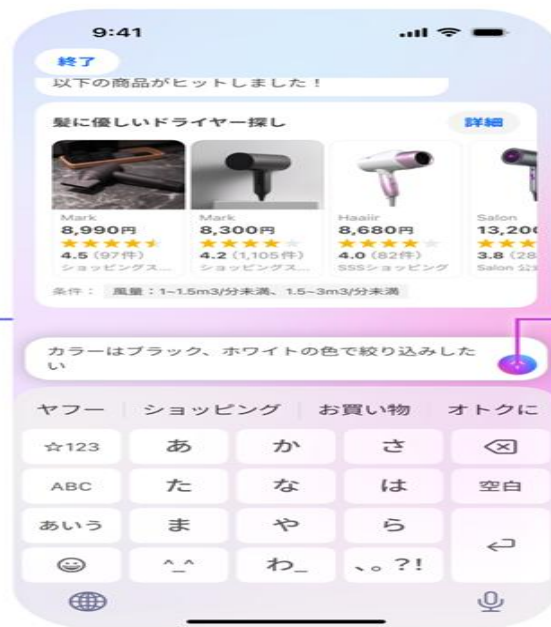 9:41
終了
以下の商品がヒットしました！
髪に優しいドライヤー探し
詳細
Mark
8,990円
4.5 (97件)
ショッピングス...
Mark
8,300円
4.2 (1,105件)
ショッピングス...
Haaiir
8,680円
4.0 (82件)
SSSショッピング
Salon
13,20
3.8 (28
Salon 公
条件： 風量：1~1.5m3/分未満、1.5~3m3/分未満
カラーはブラック、ホワイトの色で絞り込みした
い
ヤフー ショッピング お買い物 オトクに
☆123 あ か さ
ABC た な は 空白
あいう ま や ら
^_^ わ_ 、。?!